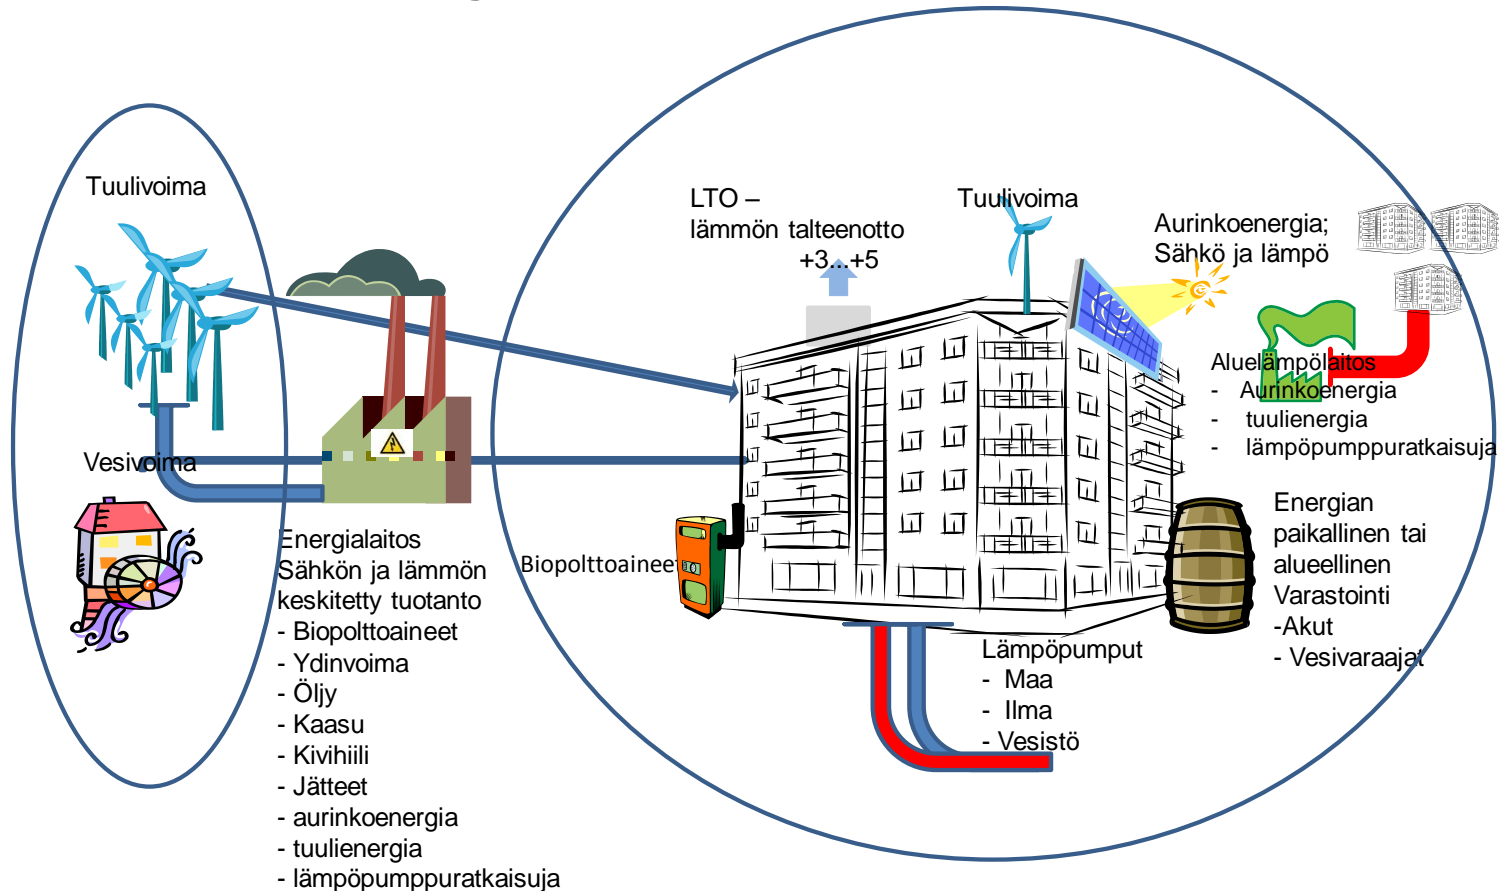 Tuulivoima
Vesivoima
Energialaitos
Sähkön ja lämmön
keskitetty tuotanto
- Biopolttoaineet
- Ydinvoima
- Öljy
- Kaasu
- Kivihiili
- Jätteet
- aurinkoenergia
- tuulienergia
- lämpöpumppuratkaisuja
LTO –
lämmön talteenotto
+3...+5
Tuulivoima
Aurinkoenergia;
Sähkö ja lämpö
Aluelämpölaitos
- Aurinkoenergia
- tuulienergia
- lämpöpumppuratkaisuja
Biopolttoaineet
Energian
paikallinen tai
alueellinen
Varastointi
-Akut
- Vesivaraajat
Lämpöpumput
- Maa
- Ilma
- Vesistö